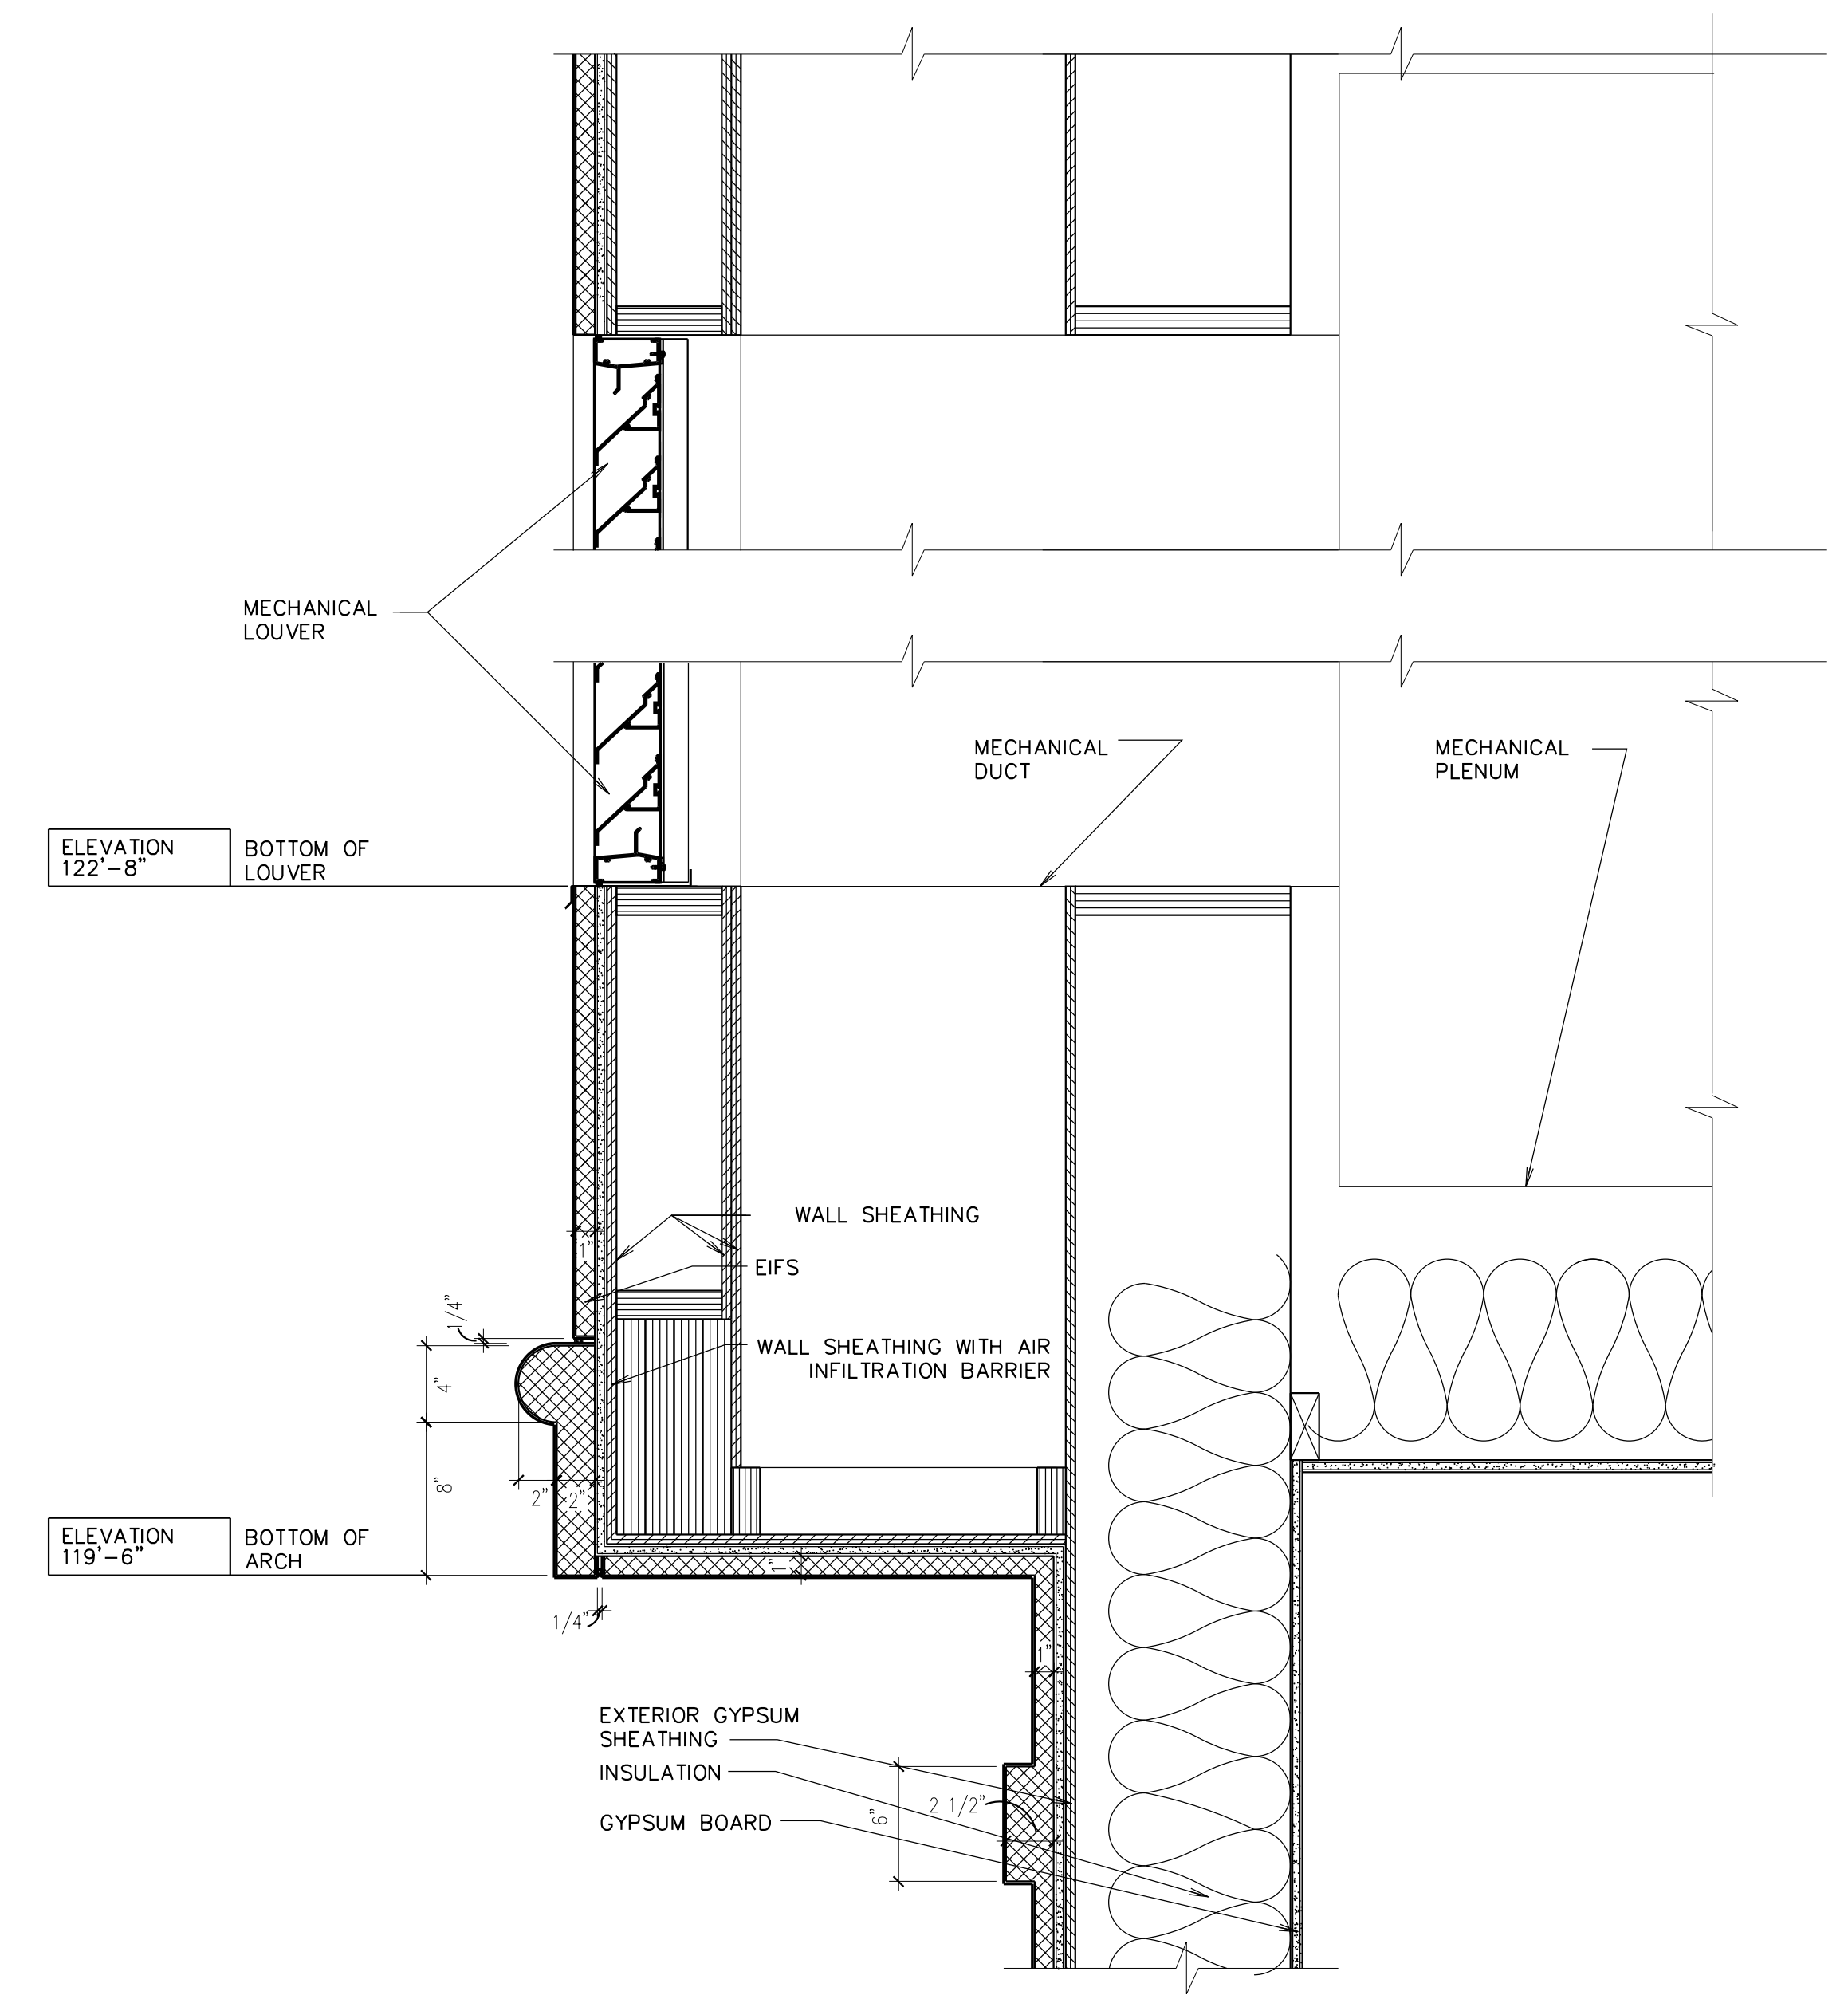 MECHANICAL
LOUVER
MECHANICAL
DUCT
MECHANICAL
PLENUM
ELEVATION
122'-8"
BOTTOM OF
LOUVER
WALL SHEATHING
1"
EIFS
1/4"
WALL SHEATHING WITH AIR
INFILTRATION BARRIER
4"
8"
2"
2"
ELEVATION
119'-6"
BOTTOM OF
ARCH
1"
1/4"
1"
EXTERIOR GYPSUM
SHEATHING
INSULATION
2 1/2"
6"
GYPSUM BOARD